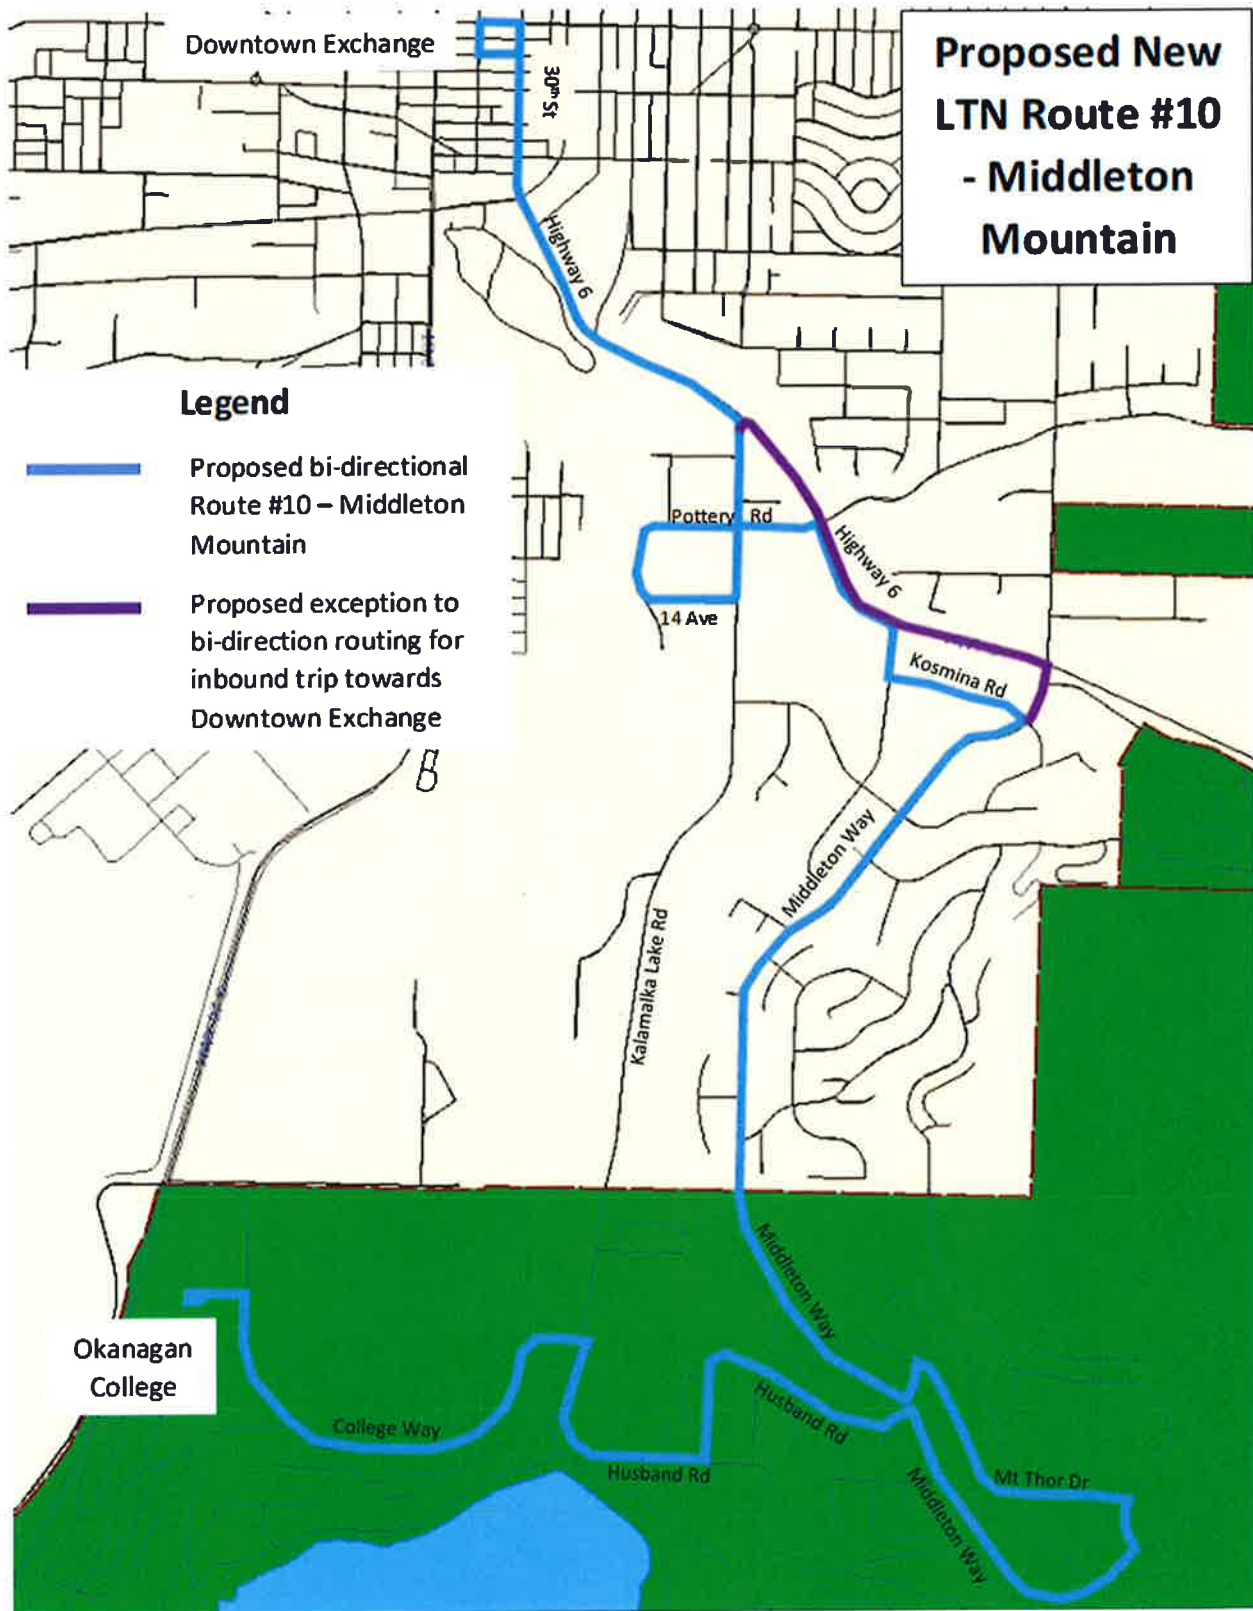 Downtown Exchange
30th St
Proposed New
LTN Route #10
- Middleton
Mountain
Highway 6
Legend
Proposed bi-directional
Route #10 – Middleton
Mountain
Proposed exception to
bi-direction routing for
inbound trip towards
Downtown Exchange
Pottery Rd
Highway 6
14 Ave
Kosmina Rd
Middleton Way
Kalamalka Lake Rd
Middleton Way
Okanagan
College
College Way
Husband Rd
Husband Rd
Mt Thor Dr
Middleton Way